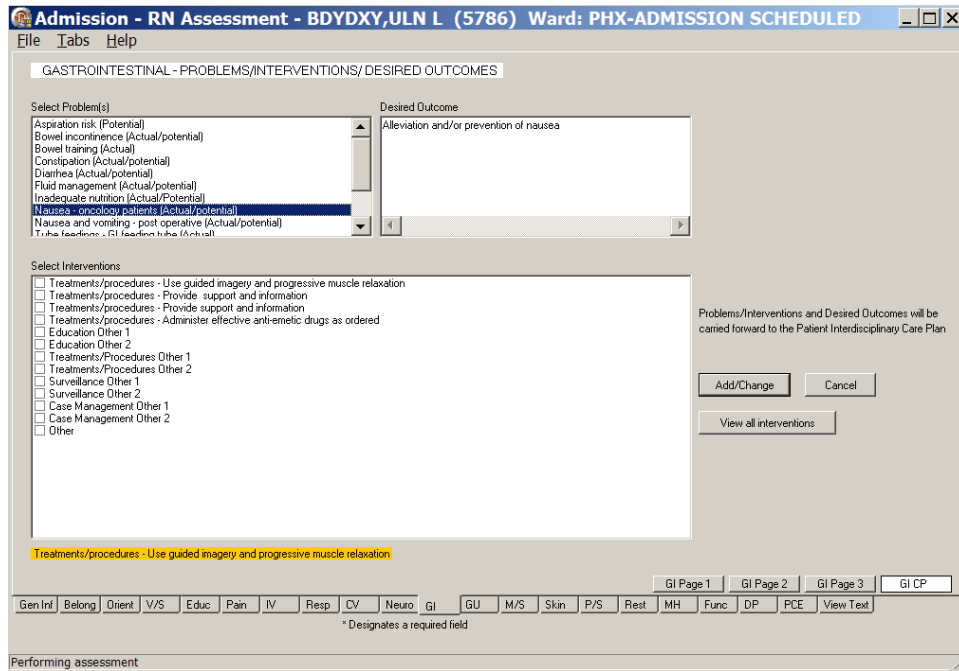 Admission - RN Assessment - BDYDXY,ULN L (5786) Ward: PHX-ADMISSION SCHEDULED
File Tabs Help
GASTROINTESTINAL - PROBLEMS/INTERVENTIONS/ DESIRED OUTCOMES
Select Problem(s)
Aspiration risk (Potential)
Bowel incontinence (Actual/potential)
Bowel training (Actual)
Constipation (Actual/potential)
Diarrhea (Actual/potential)
Fluid management (Actual/potential)
Inadequate nutrition (Actual/Potential)
Nausea - oncology patients (Actual/potential)
Nausea and vomiting - post operative (Actual/potential)
Tube feedings - GI feeding tube (Actual)
Desired Outcome
Alleviation and/or prevention of nausea
Select Interventions
Treatments/procedures - Use guided imagery and progressive muscle relaxation
Treatments/procedures - Provide  support and information
Treatments/procedures - Provide support and information
Treatments/procedures - Administer effective anti-emetic drugs as ordered
Education Other 1
Education Other 2
Treatments/Procedures Other 1
Treatments/Procedures Other 2
Surveillance Other 1
Surveillance Other 2
Case Management Other 1
Case Management Other 2
Other
Problems/Interventions and Desired Outcomes will be
carried forward to the Patient Interdisciplinary Care Plan
Add/Change Cancel
View all interventions
Treatments/procedures - Use guided imagery and progressive muscle relaxation
GI Page 1 GI Page 2 GI Page 3 GI CP
Gen Inf Belong Orient V/S Educ Pain IV Resp CV Neuro GI GU M/S Skin P/S Rest MH Func DP PCE View Text
* Designates a required field
Performing assessment